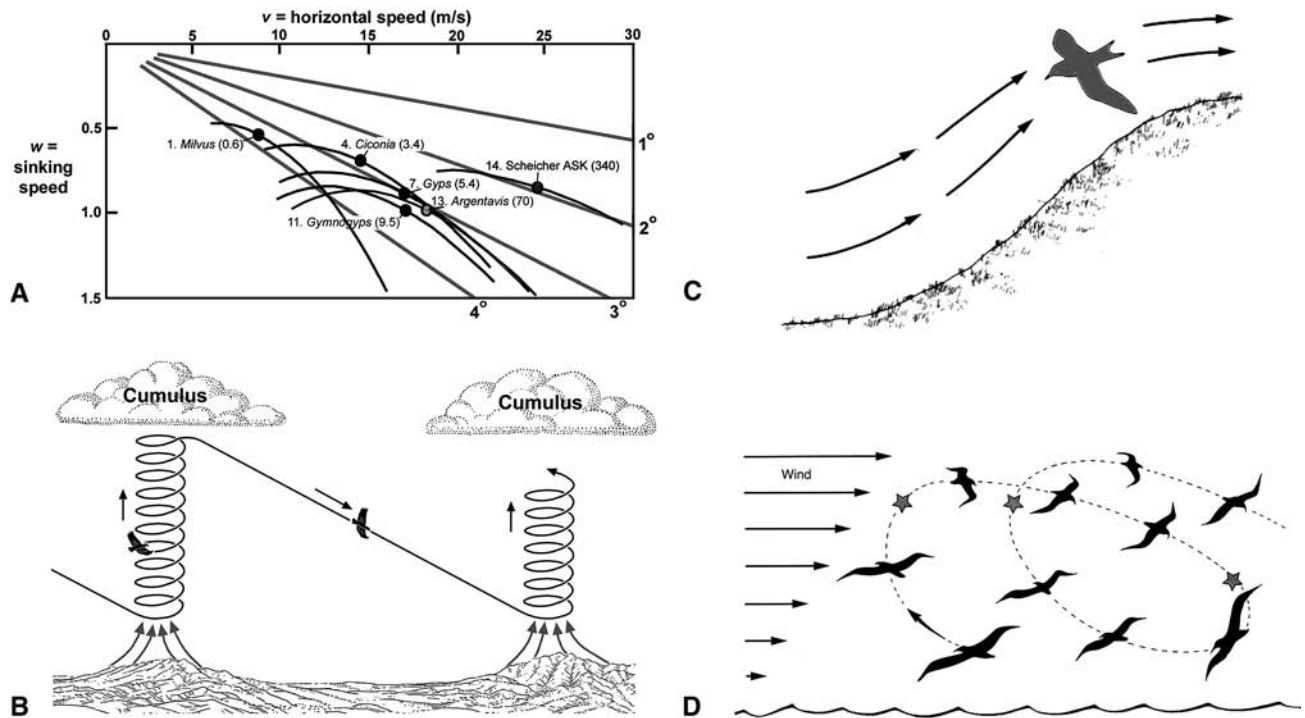 v = horizontal speed (m/s)
0 5 10 15 20 25 30
0.5
w =
sinking
speed
1.0
1.5
1. Milvus (0.6)
4. Ciconia (3.4)
14. Scheicher ASK (340)
7. Gyps (5.4)
13. Argentavis (70)
11. Gymnogyps (9.5)
1°
2°
3°
4°
A
C
Cumulus
Cumulus
B
Wind
D